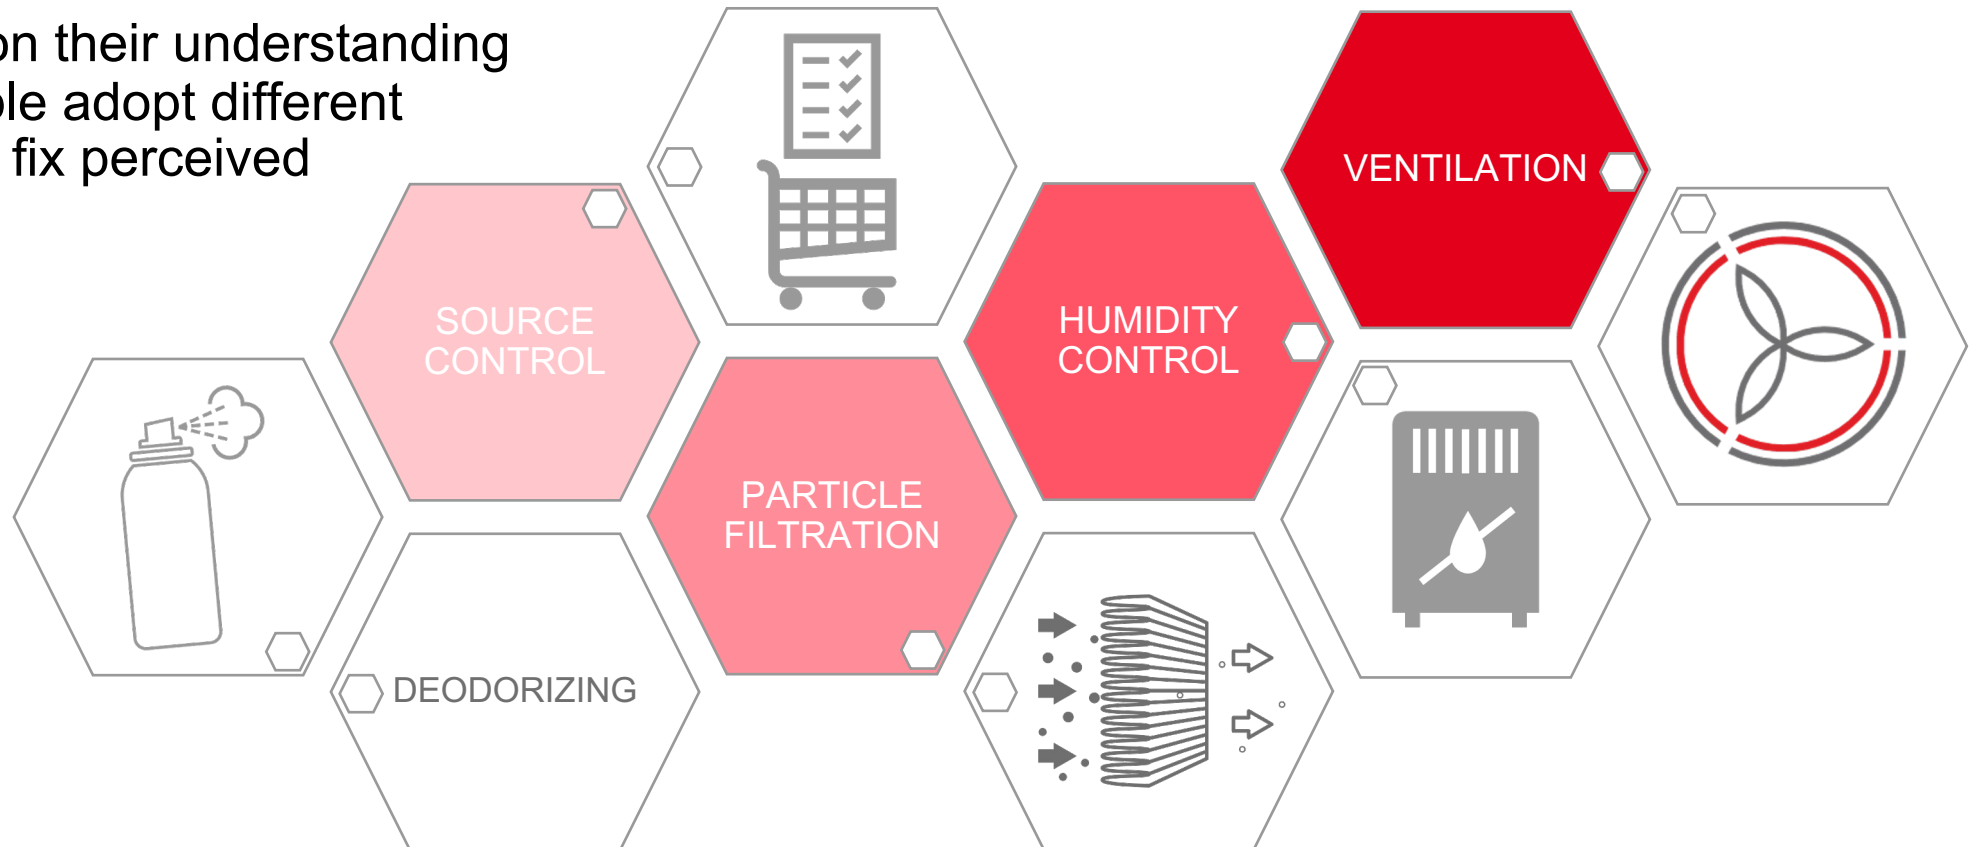 on their understanding
ple adopt different
fix perceived
VENTILATION
SOURCE
CONTROL
HUMIDITY
CONTROL
PARTICLE
FILTRATION
DEODORIZING